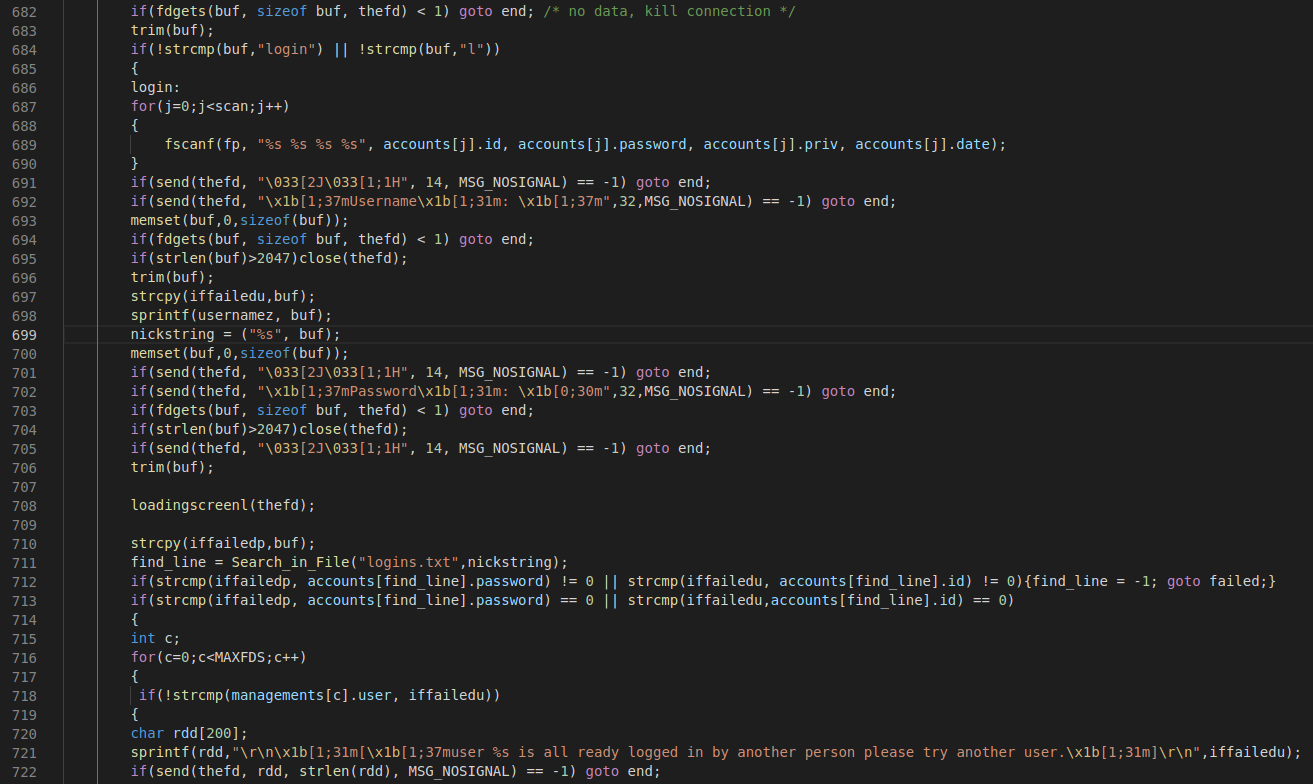 682 if(fdgets(buf, sizeof buf, thefd) < 1) goto end; /* no data, kill connection */
683 trim(buf);
684 if(!strcmp(buf,"login") || !strcmp(buf,"l"))
685 {
686 login:
687 for(j=0;j<scan;j++)
688 {
689 fscanf(fp, "%s %s %s %s", accounts[j].id, accounts[j].password, accounts[j].priv, accounts[j].date);
690 }
691 if(send(thefd, "\033[2J\033[1;1H", 14, MSG_NOSIGNAL) == -1) goto end;
692 if(send(thefd, "\x1b[1;37mUsername\x1b[1;31m: \x1b[1;37m",32,MSG_NOSIGNAL) == -1) goto end;
693 memset(buf,0,sizeof(buf));
694 if(fdgets(buf, sizeof buf, thefd) < 1) goto end;
695 if(strlen(buf)>2047)close(thefd);
696 trim(buf);
697 strcpy(iffailedu,buf);
698 sprintf(usernamez, buf);
699 nickstring = ("%s", buf);
700 memset(buf,0,sizeof(buf));
701 if(send(thefd, "\033[2J\033[1;1H", 14, MSG_NOSIGNAL) == -1) goto end;
702 if(send(thefd, "\x1b[1;37mPassword\x1b[1;31m: \x1b[0;30m",32,MSG_NOSIGNAL) == -1) goto end;
703 if(fdgets(buf, sizeof buf, thefd) < 1) goto end;
704 if(strlen(buf)>2047)close(thefd);
705 if(send(thefd, "\033[2J\033[1;1H", 14, MSG_NOSIGNAL) == -1) goto end;
706 trim(buf);
707
708 loadingscreenl(thefd);
709
710 strcpy(iffailedp,buf);
711 find_line = Search_in_File("logins.txt",nickstring);
712 if(strcmp(iffailedp, accounts[find_line].password) != 0 || strcmp(iffailedu, accounts[find_line].id) != 0){find_line = -1; goto failed;}
713 if(strcmp(iffailedp, accounts[find_line].password) == 0 || strcmp(iffailedu,accounts[find_line].id) == 0)
714 {
715 int c;
716 for(c=0;c<MAXFDS;c++)
717 {
718 if(!strcmp(managements[c].user, iffailedu))
719 {
720 char rdd[200];
721 sprintf(rdd,"\r\n\x1b[1;31m[\x1b[1;37muser %s is all ready logged in by another person please try another user.\x1b[1;31m]\r\n",iffailedu);
722 if(send(thefd, rdd, strlen(rdd), MSG_NOSIGNAL) == -1) goto end;